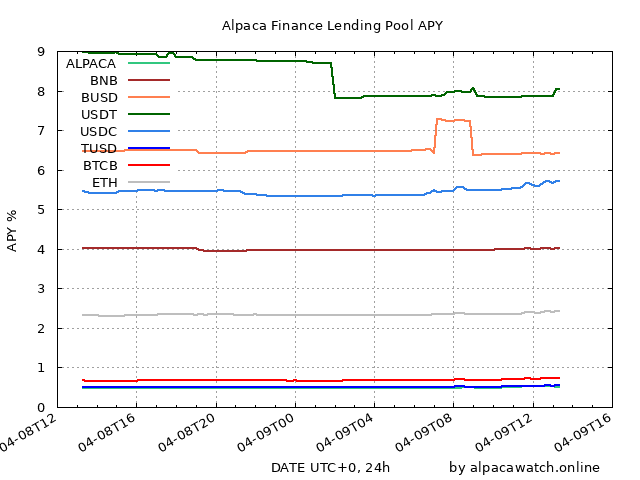 Alpaca Finance Lending Pool APY
9
8
7
6
5
4
3
2
1
0
APY %
ALPACA
BNB
BUSD
USDT
USDC
TUSD
BTCB
ETH
04-08T12
04-08T16
04-08T20
04-09T00
04-09T04
04-09T08
04-09T12
04-09T16
DATE UTC+0, 24h
by alpacawatch.online